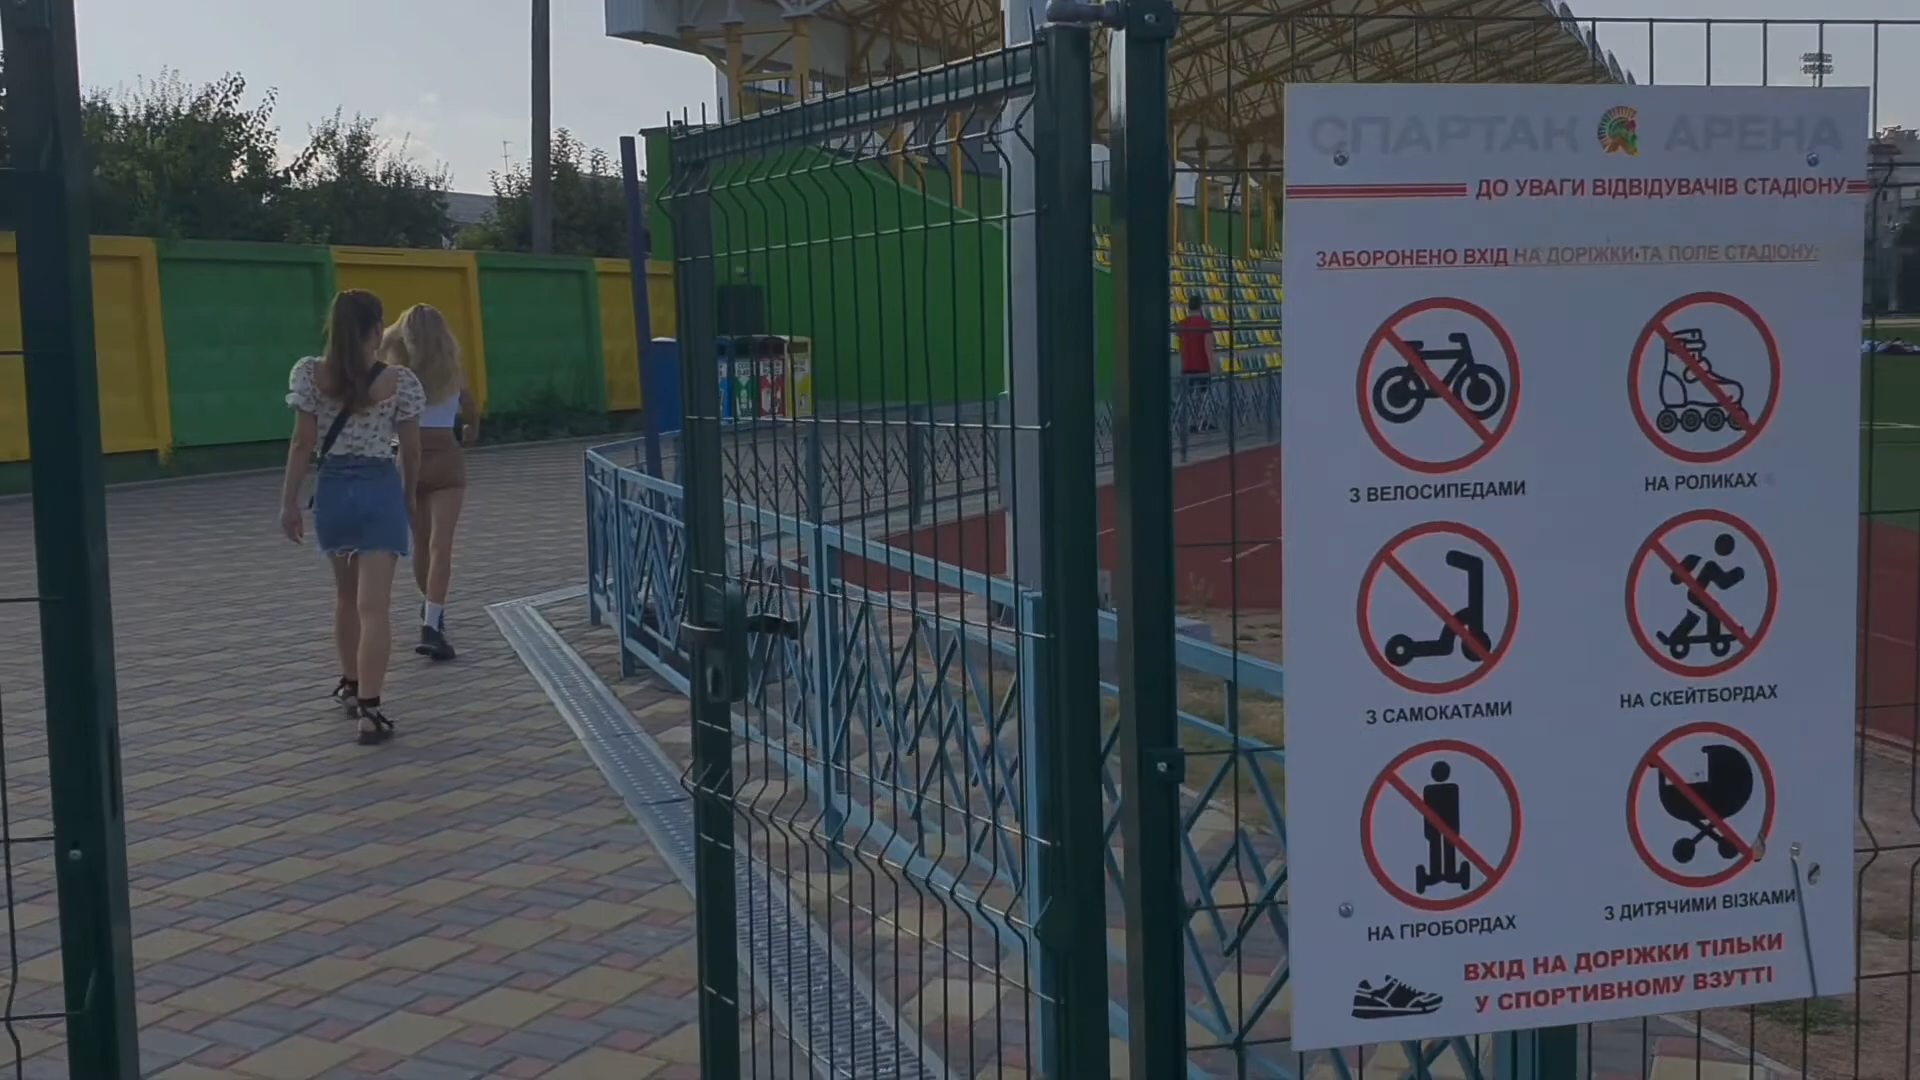 СПАРТАК АРЕНА
ДО УВАГИ ВІДВІДУВАЧІВ СТАДІОНУ
ЗАБОРОНЕНО ВХІД НА ДОРІЖКИ ТА ПОЛЕ СТАДІОНУ:
З ВЕЛОСИПЕДАМИ
НА РОЛИКАХ
З САМОКАТАМИ
НА СКЕЙТБОРДАХ
НА ГІРОБОРДАХ
З ДИТЯЧИМИ ВІЗКАМИ
ВХІД НА ДОРІЖКИ ТІЛЬКИ
У СПОРТИВНОМУ ВЗУТТІ